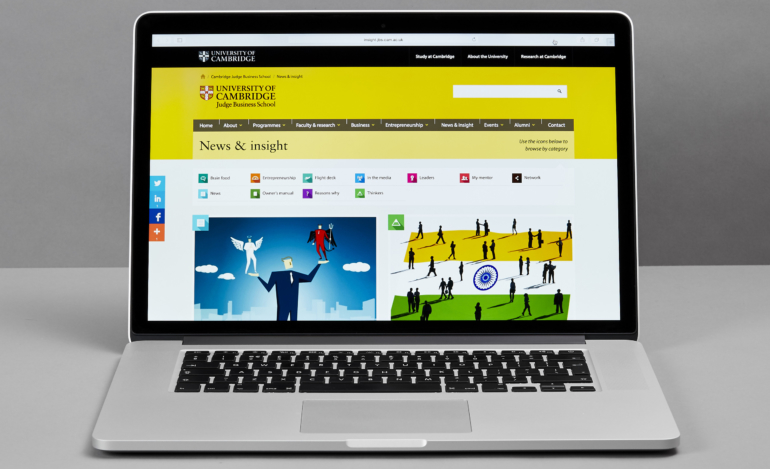 insight.jbs.cam.ac.uk
UNIVERSITY OF
CAMBRIDGE
Study at Cambridge About the University Research at Cambridge
Cambridge Judge Business School / News & insight
UNIVERSITY OF
CAMBRIDGE
Judge Business School
Home About Programmes Faculty & research Business Entrepreneurship News & insight Events Alumni Contact
News & insight
Use the icons below to
browse by category
Brain food Entrepreneurship Flight desk In the media Leaders My mentor Network
News Owner's manual Reasons why Thinkers